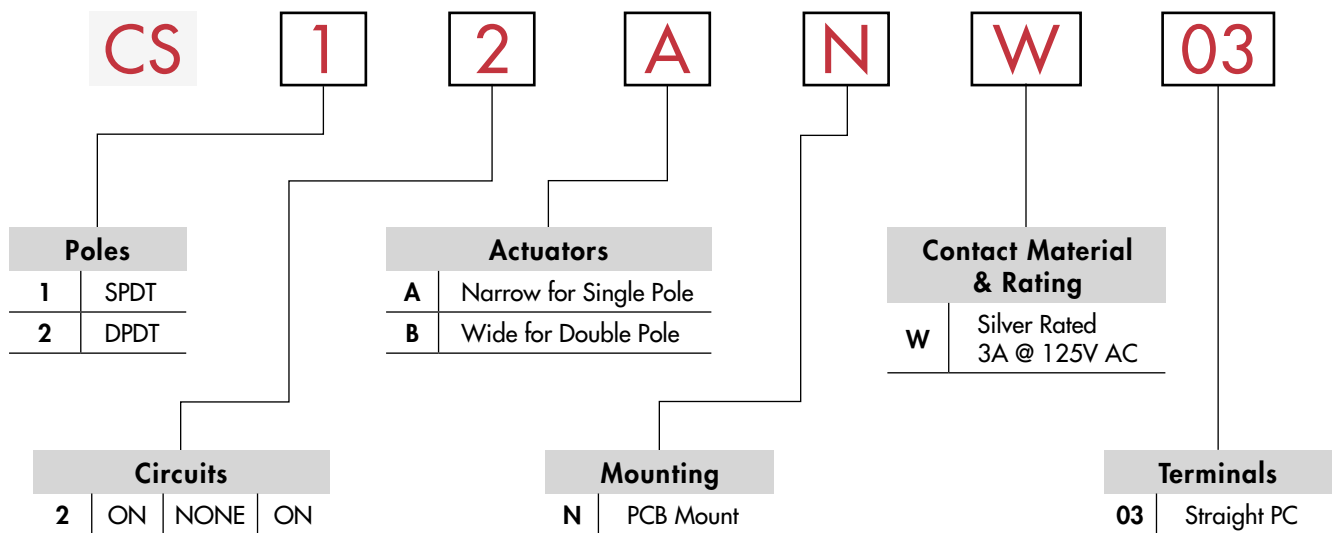 CS 1 2 A N W 03
Poles
1 SPDT
2 DPDT
Actuators
A Narrow for Single Pole
B Wide for Double Pole
Contact Material
& Rating
W Silver Rated
3A @ 125V AC
Circuits
2 ON NONE ON
Mounting
N PCB Mount
Terminals
03 Straight PC